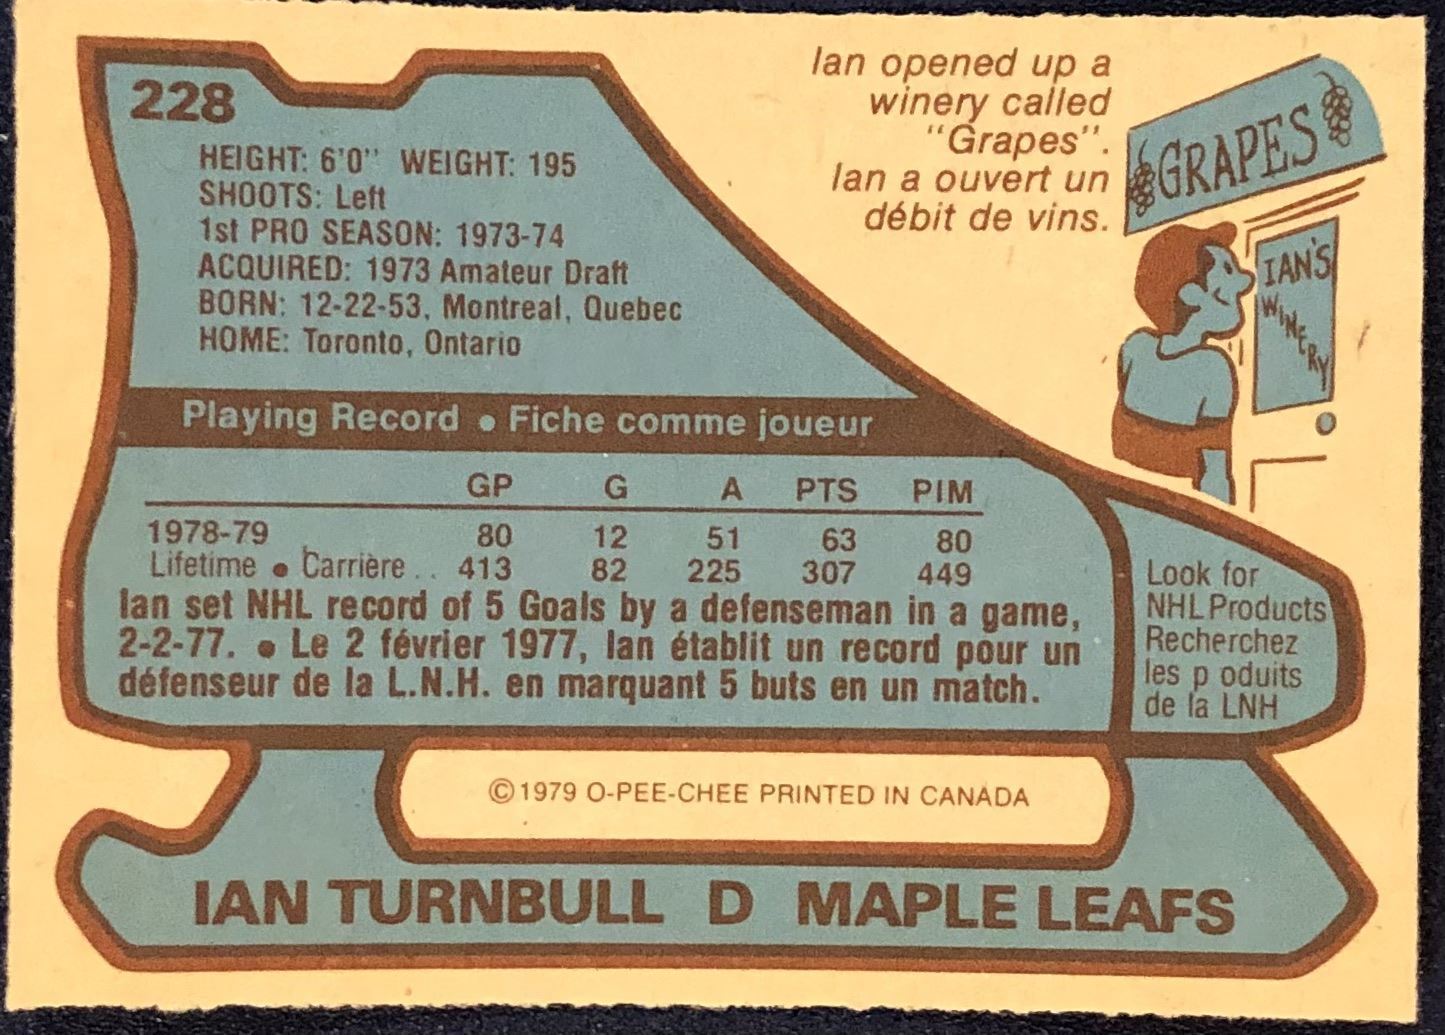 228
HEIGHT: 6'0" WEIGHT: 195
SHOOTS: Left
1st PRO SEASON: 1973-74
ACQUIRED: 1973 Amateur Draft
BORN: 12-22-53, Montreal, Quebec
HOME: Toronto, Ontario
Ian opened up a
winery called
"Grapes".
Ian a ouvert un
débit de vins.
GRAPES
IAN'S
WINERY
Playing Record • Fiche comme joueur
GP G A PTS PIM
1978-79 80 12 51 63 80
Lifetime • Carrière .. 413 82 225 307 449
Ian set NHL record of 5 Goals by a defenseman in a game,
2-2-77. • Le 2 février 1977, Ian établit un record pour un
défenseur de la L.N.H. en marquant 5 buts en un match.
Look for
NHL Products
Recherchez
les p oduits
de la LNH
©1979 O-PEE-CHEE PRINTED IN CANADA
IAN TURNBULL D MAPLE LEAFS